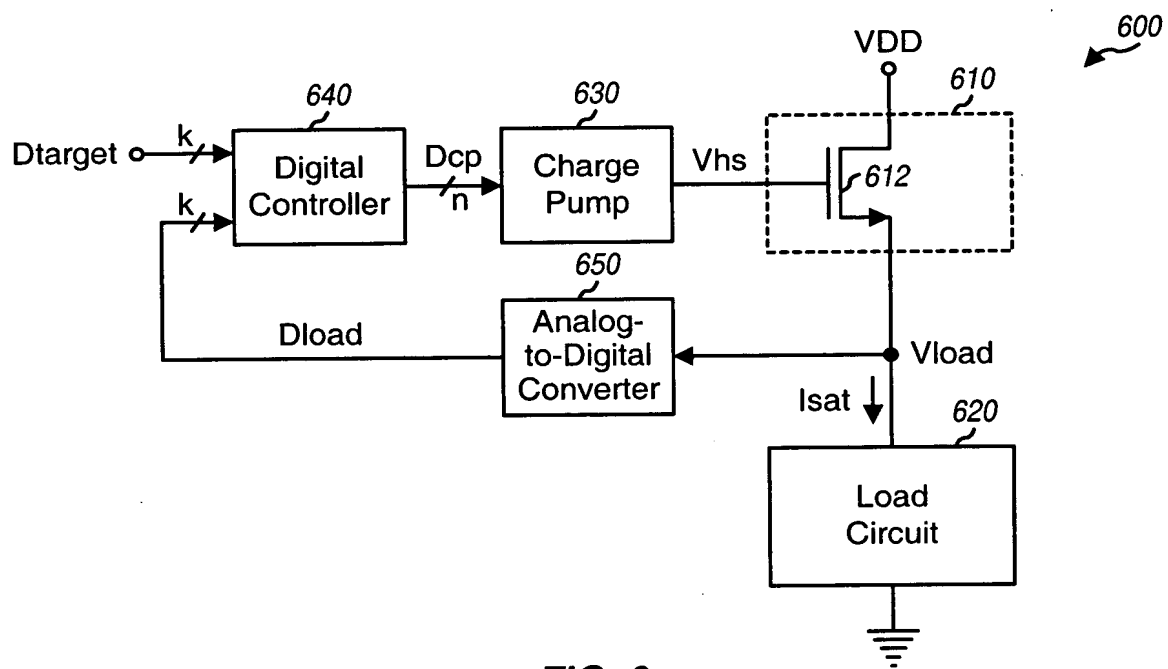 600
VDD
610
640
630
Dtarget
k
Digital
Controller
Dcp
n
Charge
Pump
Vhs
612
k
650
Analog-
to-Digital
Converter
Dload
Vload
Isat
620
Load
Circuit